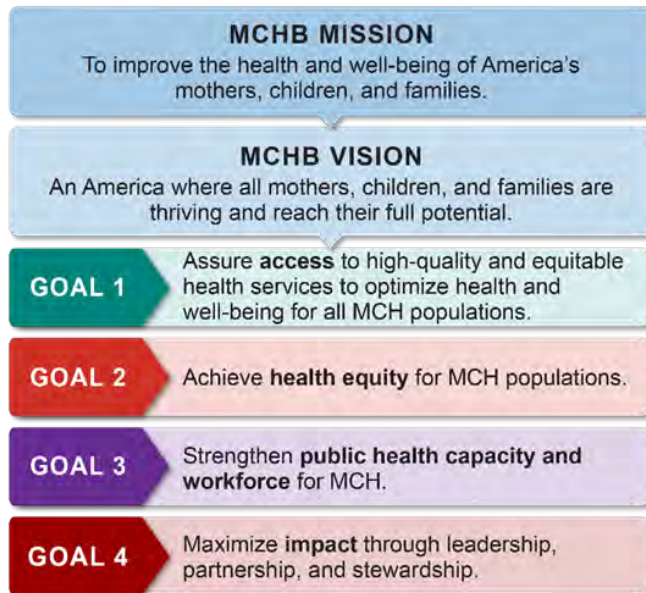 MCHB MISSION
To improve the health and well-being of America's
mothers, children, and families.
MCHB VISION
An America where all mothers, children, and families are
thriving and reach their full potential.
GOAL 1
Assure access to high-quality and equitable
health services to optimize health and
well-being for all MCH populations.
GOAL 2
Achieve health equity for MCH populations.
GOAL 3
Strengthen public health capacity and
workforce for MCH.
GOAL 4
Maximize impact through leadership,
partnership, and stewardship.